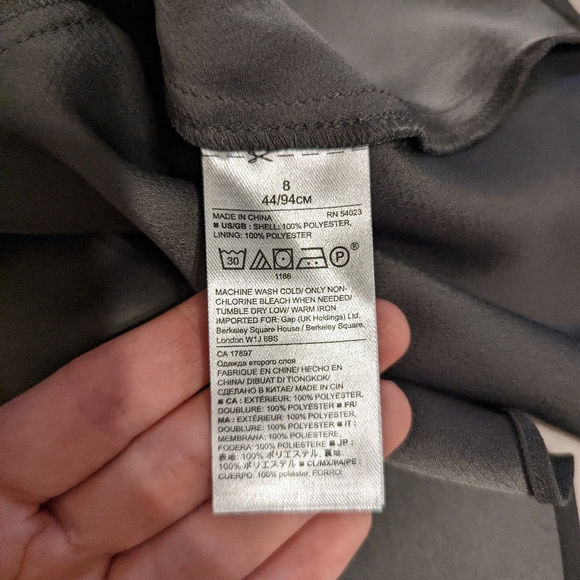 8
44/94CM
MADE IN CHINA RN 54023
■ US/GB : SHELL: 100% POLYESTER,
LINING: 100% POLYESTER
30 P ®
1166
MACHINE WASH COLD/ ONLY NON-
CHLORINE BLEACH WHEN NEEDED/
TUMBLE DRY LOW/ WARM IRON
IMPORTED FOR: Gap (UK Holdings) Ltd.
Berkeley Square House / Berkeley Square,
London W1J 6BS
CA 17897
Одежда второго слоя
FABRIQUÉ EN CHINE/ HECHO EN
CHINA/ DIBUAT DI TIONGKOK/
СДЕЛАНО В КИТАЕ/ MADE IN CIN
■ CA : EXTÉRIEUR: 100% POLYESTER,
DOUBLURE: 100% POLYESTER ■ FR/
MA : EXTÉRIEUR: 100% POLYESTER,
DOUBLURE: 100% POLYESTER ■ IT :
MEMBRANA: 100% POLIESTERE,
FODERA: 100% POLIESTERE ■ JP :
表地: 100% ポリエステル, 裏地:
100% ポリエステル ■ CL/MX/PA/PE :
CUERPO: 100% poliéster, FORRO: